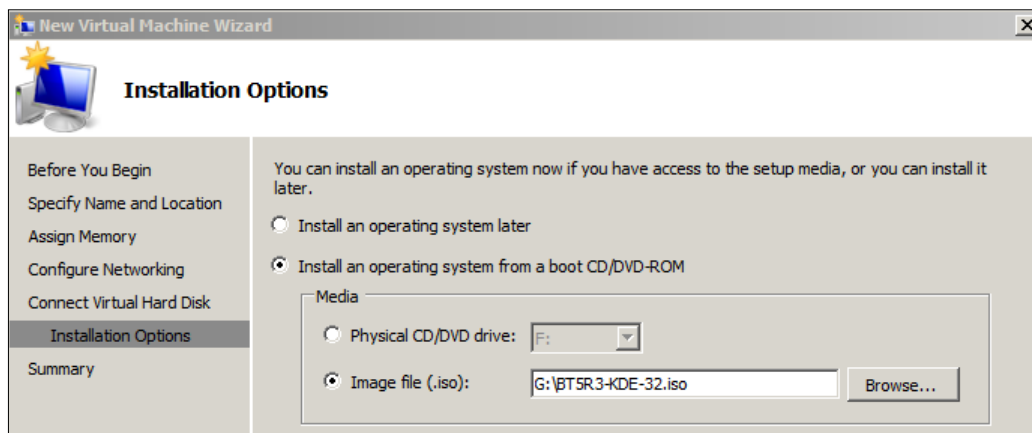 New Virtual Machine Wizard
Installation Options
Before You Begin
Specify Name and Location
Assign Memory
Configure Networking
Connect Virtual Hard Disk
Installation Options
Summary
You can install an operating system now if you have access to the setup media, or you can install it
later.
Install an operating system later
Install an operating system from a boot CD/DVD-ROM
Media
Physical CD/DVD drive: F:
Image file (.iso): G:\BT5R3-KDE-32.iso Browse...